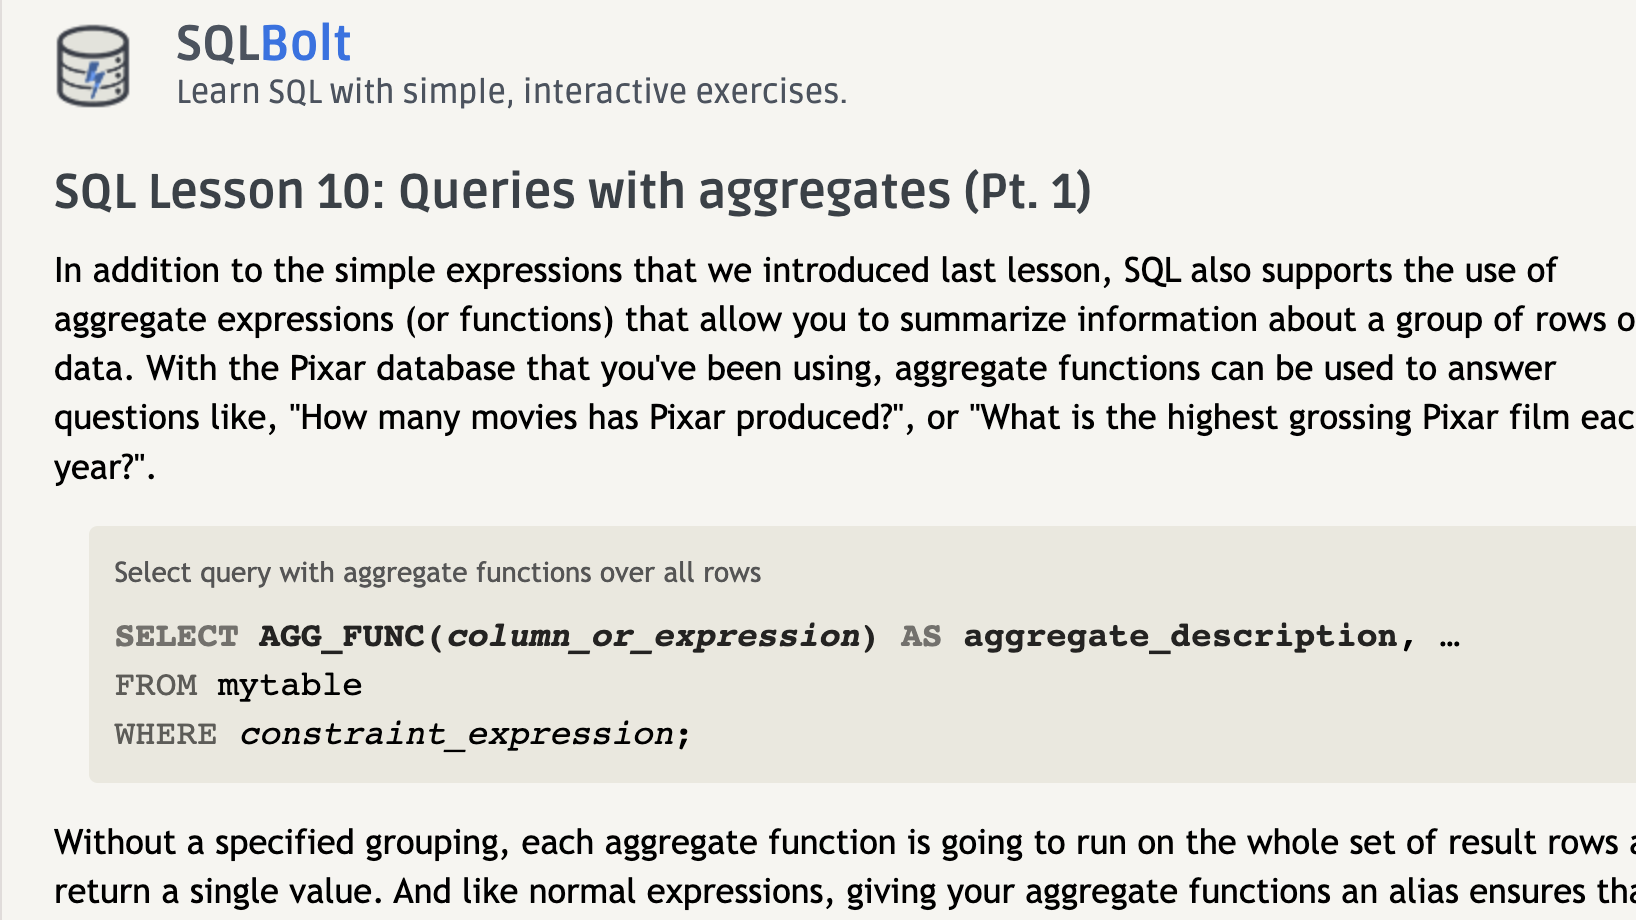 SQLBolt
Learn SQL with simple, interactive exercises.
SQL Lesson 10: Queries with aggregates (Pt. 1)
In addition to the simple expressions that we introduced last lesson, SQL also supports the use of
aggregate expressions (or functions) that allow you to summarize information about a group of rows
data. With the Pixar database that you've been using, aggregate functions can be used to answer
questions like, "How many movies has Pixar produced?", or "What is the highest grossing Pixar film
year?".
Select query with aggregate functions over all rows
SELECT AGG_FUNC(column_or_expression) AS aggregate_description, …
FROM mytable
WHERE constraint_expression;
Without a specified grouping, each aggregate function is going to run on the whole set of result rows
return a single value. And like normal expressions, giving your aggregate functions an alias ensures